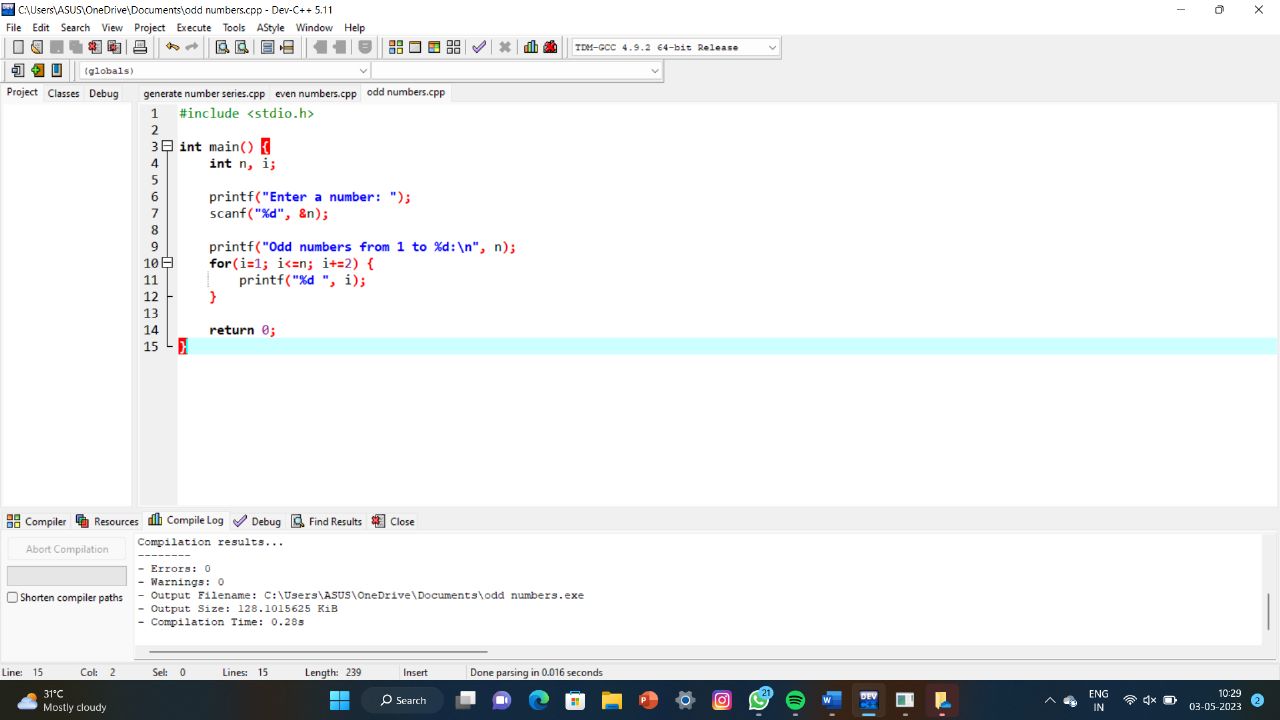 C:\Users\ASUS\OneDrive\Documents\odd numbers.cpp - Dev-C++ 5.11
File Edit Search View Project Execute Tools AStyle Window Help
TDM-GCC 4.9.2 64-bit Release
(globals)
Project Classes Debug generate number series.cpp even numbers.cpp odd numbers.cpp
1 #include <stdio.h>
2
3 int main() {
4 int n, i;
5
6 printf("Enter a number: ");
7 scanf("%d", &n);
8
9 printf("Odd numbers from 1 to %d:\n", n);
10 for(i=1; i<=n; i+=2) {
11 printf("%d ", i);
12 }
13
14 return 0;
15 }
Compiler Resources Compile Log Debug Find Results Close
Abort Compilation
Shorten compiler paths
Compilation results...
--------
- Errors: 0
- Warnings: 0
- Output Filename: C:\Users\ASUS\OneDrive\Documents\odd numbers.exe
- Output Size: 128.1015625 KiB
- Compilation Time: 0.28s
Line: 15 Col: 2 Sel: 0 Lines: 15 Length: 239 Insert Done parsing in 0.016 seconds
31°C
Mostly cloudy
Search
21
DEV
ENG
IN
10:29
03-05-2023
2